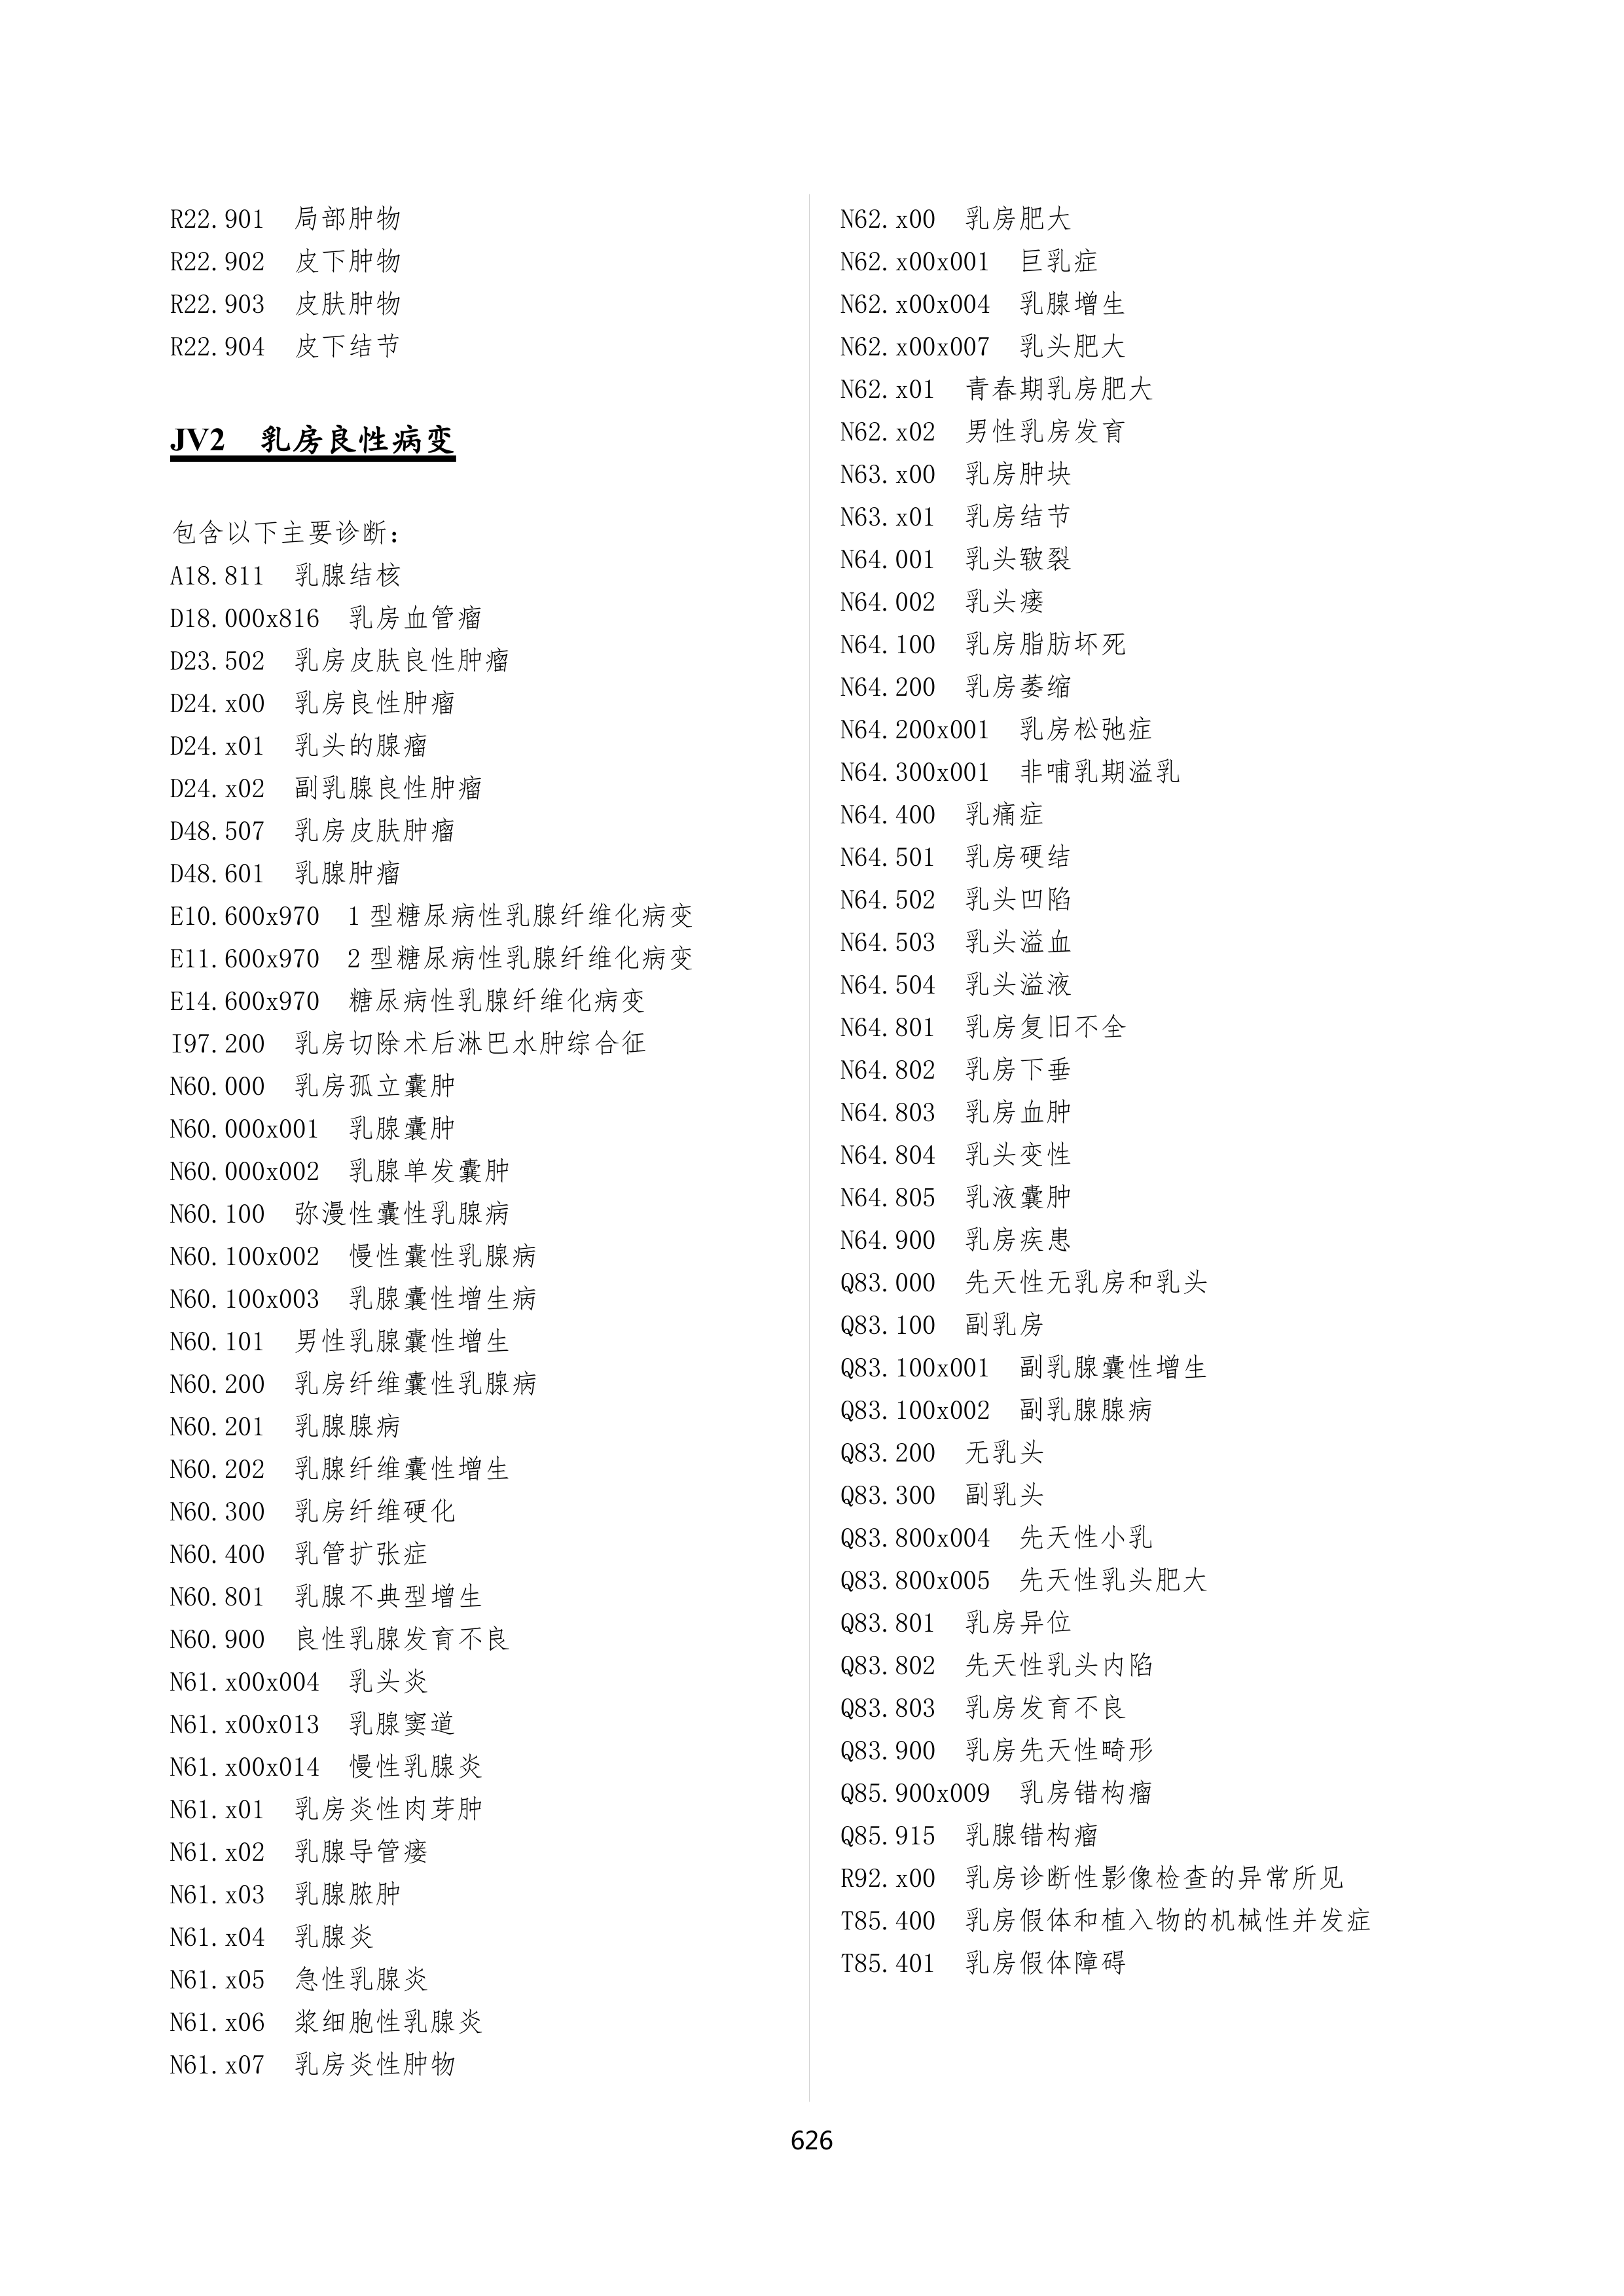 R22.901 局部肿物
R22.902 皮下肿物
R22.903 皮肤肿物
R22.904 皮下结节
JV2 乳房良性病变
包含以下主要诊断：
A18.811 乳腺结核
D18.000x816 乳房血管瘤
D23.502 乳房皮肤良性肿瘤
D24.x00 乳房良性肿瘤
D24.x01 乳头的腺瘤
D24.x02 副乳腺良性肿瘤
D48.507 乳房皮肤肿瘤
D48.601 乳腺肿瘤
E10.600x970 1型糖尿病性乳腺纤维化病变
E11.600x970 2型糖尿病性乳腺纤维化病变
E14.600x970 糖尿病性乳腺纤维化病变
I97.200 乳房切除术后淋巴水肿综合征
N60.000 乳房孤立囊肿
N60.000x001 乳腺囊肿
N60.000x002 乳腺单发囊肿
N60.100 弥漫性囊性乳腺病
N60.100x002 慢性囊性乳腺病
N60.100x003 乳腺囊性增生病
N60.101 男性乳腺囊性增生
N60.200 乳房纤维囊性乳腺病
N60.201 乳腺腺病
N60.202 乳腺纤维囊性增生
N60.300 乳房纤维硬化
N60.400 乳管扩张症
N60.801 乳腺不典型增生
N60.900 良性乳腺发育不良
N61.x00x004 乳头炎
N61.x00x013 乳腺窦道
N61.x00x014 慢性乳腺炎
N61.x01 乳房炎性肉芽肿
N61.x02 乳腺导管瘘
N61.x03 乳腺脓肿
N61.x04 乳腺炎
N61.x05 急性乳腺炎
N61.x06 浆细胞性乳腺炎
N61.x07 乳房炎性肿物
N62.x00 乳房肥大
N62.x00x001 巨乳症
N62.x00x004 乳腺增生
N62.x00x007 乳头肥大
N62.x01 青春期乳房肥大
N62.x02 男性乳房发育
N63.x00 乳房肿块
N63.x01 乳房结节
N64.001 乳头皲裂
N64.002 乳头瘘
N64.100 乳房脂肪坏死
N64.200 乳房萎缩
N64.200x001 乳房松弛症
N64.300x001 非哺乳期溢乳
N64.400 乳痛症
N64.501 乳房硬结
N64.502 乳头凹陷
N64.503 乳头溢血
N64.504 乳头溢液
N64.801 乳房复旧不全
N64.802 乳房下垂
N64.803 乳房血肿
N64.804 乳头变性
N64.805 乳液囊肿
N64.900 乳房疾患
Q83.000 先天性无乳房和乳头
Q83.100 副乳房
Q83.100x001 副乳腺囊性增生
Q83.100x002 副乳腺腺病
Q83.200 无乳头
Q83.300 副乳头
Q83.800x004 先天性小乳
Q83.800x005 先天性乳头肥大
Q83.801 乳房异位
Q83.802 先天性乳头内陷
Q83.803 乳房发育不良
Q83.900 乳房先天性畸形
Q85.900x009 乳房错构瘤
Q85.915 乳腺错构瘤
R92.x00 乳房诊断性影像检查的异常所见
T85.400 乳房假体和植入物的机械性并发症
T85.401 乳房假体障碍
626